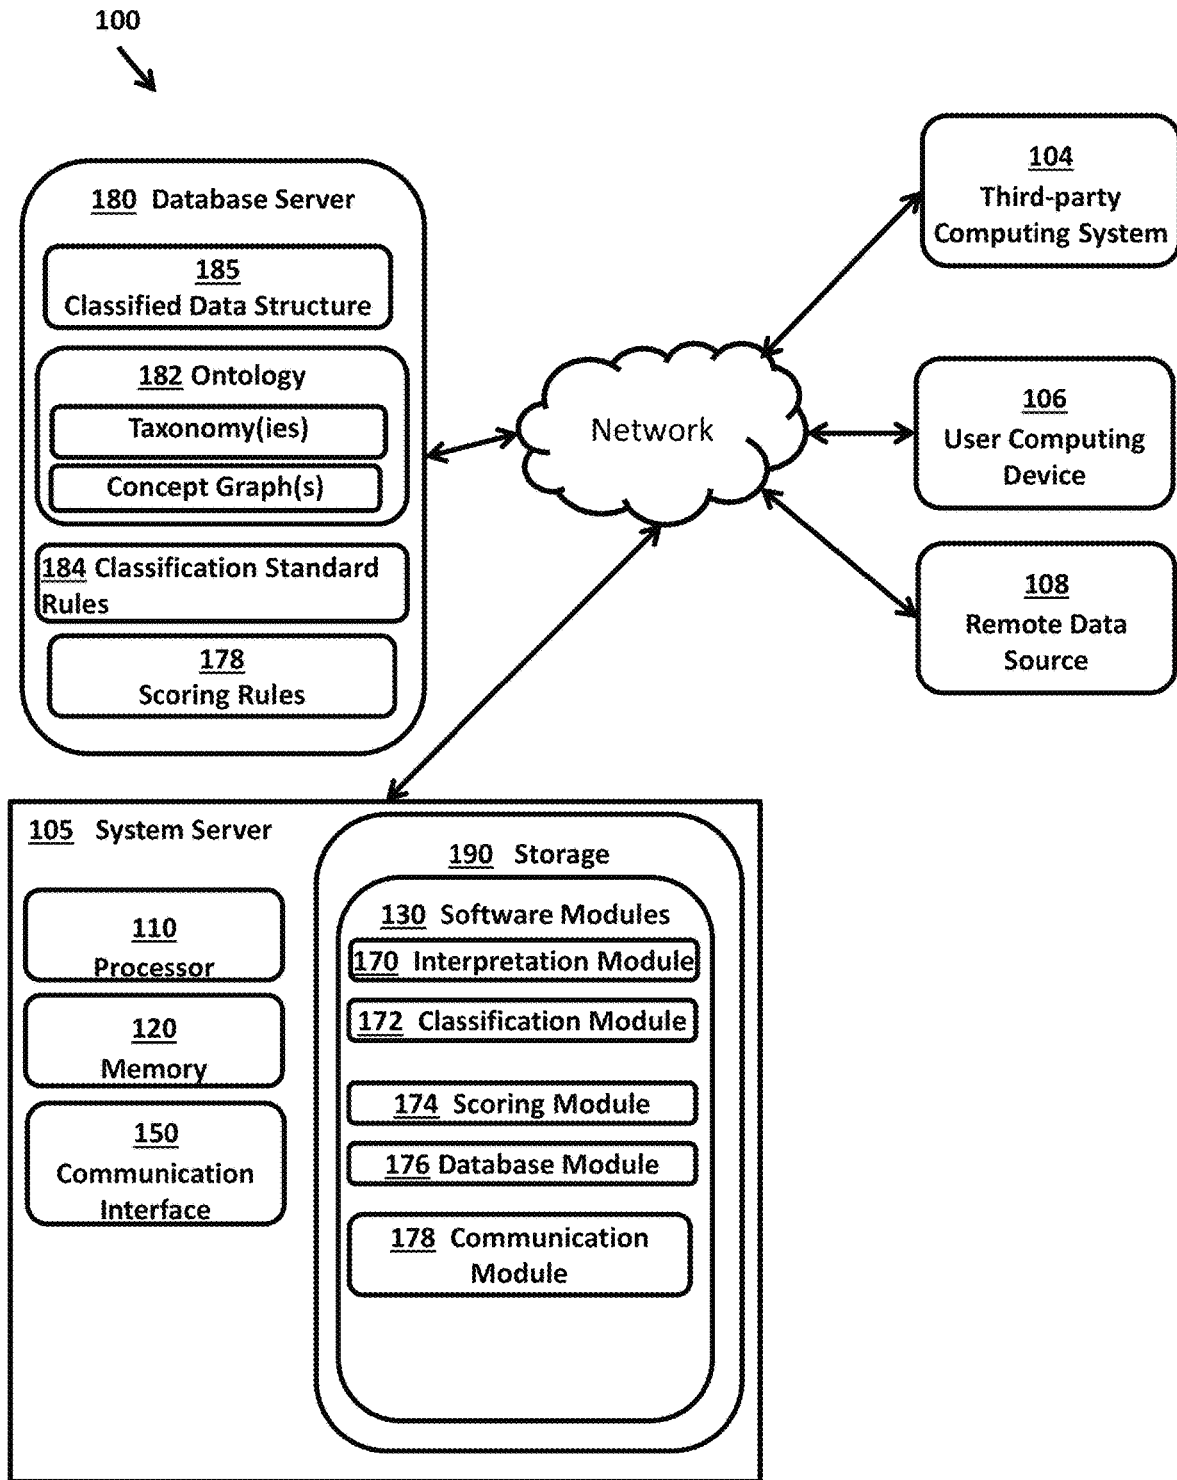 100
180 Database Server
185
Classified Data Structure
182 Ontology
Taxonomy(ies)
Concept Graph(s)
184 Classification Standard
Rules
178
Scoring Rules
Network
104
Third-party
Computing System
106
User Computing
Device
108
Remote Data
Source
105 System Server
110
Processor
120
Memory
150
Communication
Interface
190 Storage
130 Software Modules
170 Interpretation Module
172 Classification Module
174 Scoring Module
176 Database Module
178 Communication
Module